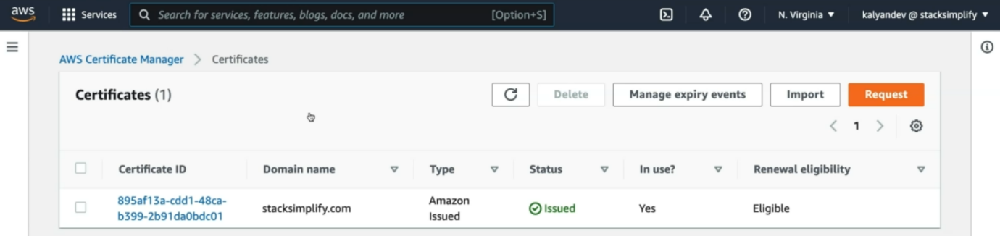 aws Services Search for services, features, blogs, docs, and more [Option+S] N. Virginia ▼ kalyandev @ stacksimplify ▼
AWS Certificate Manager > Certificates
Certificates (1) Delete Manage expiry events Import Request
< 1 >
Certificate ID Domain name Type Status In use? Renewal eligibility
895af13a-cdd1-48ca-b399-2b91da0bdc01 stacksimplify.com Amazon Issued Issued Yes Eligible